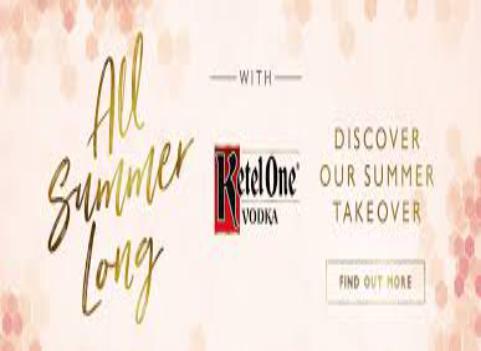 All
Summer
Long
WITH
Ketel One
VODKA
DISCOVER
OUR SUMMER
TAKEOVER
FIND OUT MORE